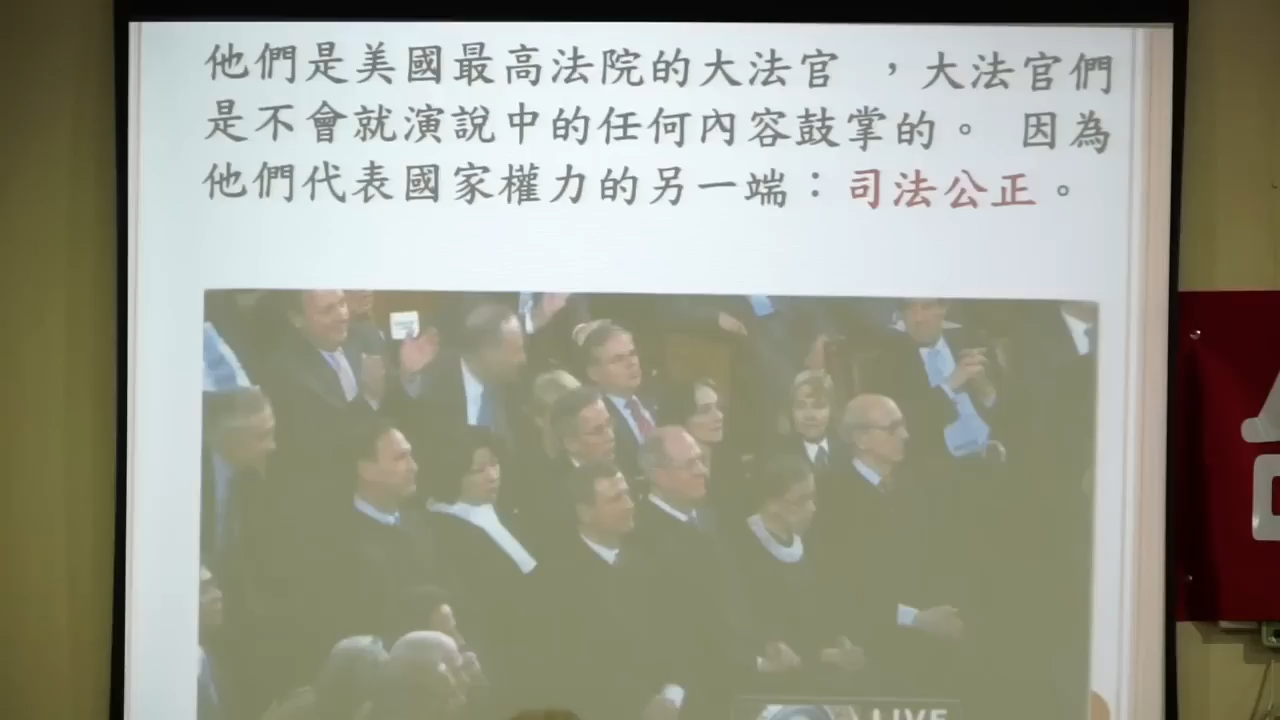 他們是美國最高法院的大法官 ，大法官們
是不會就演說中的任何內容鼓掌的。 因為
他們代表國家權力的另一端：司法公正。
LIVE